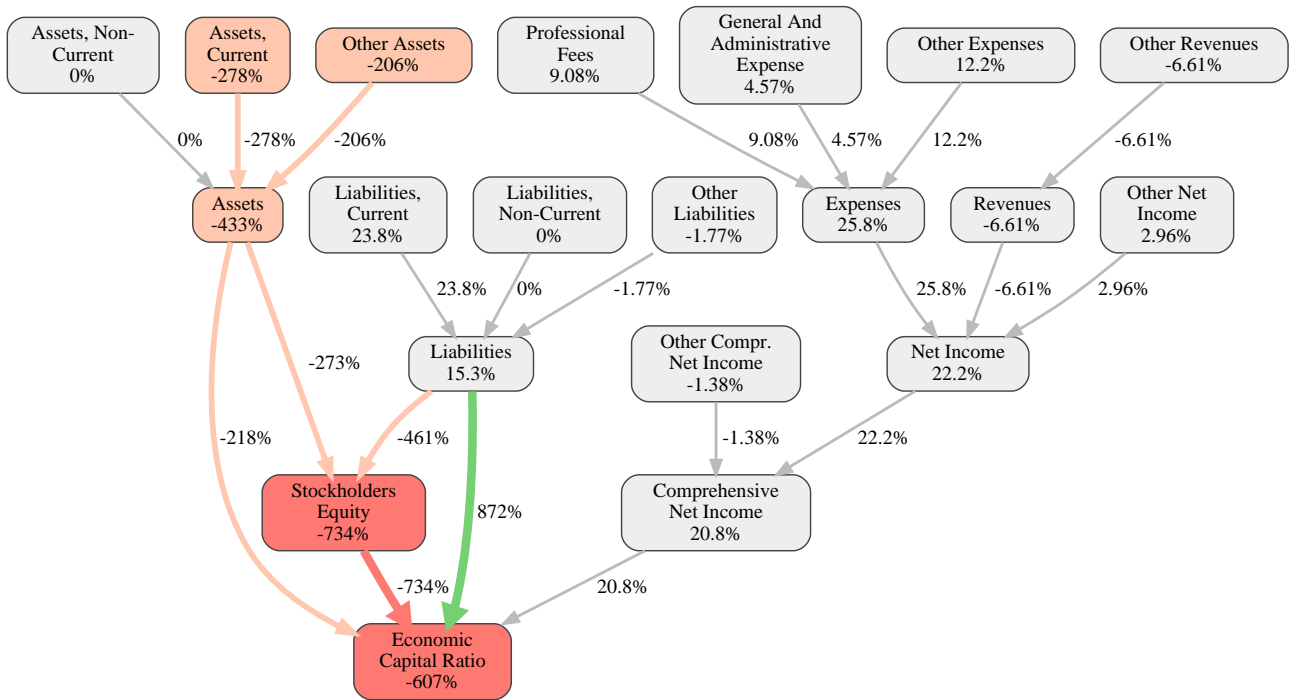 Assets, Non-
Current
0%
Assets,
Current
-278%
Other Assets
-206%
Professional
Fees
9.08%
General And
Administrative
Expense
4.57%
Other Expenses
12.2%
Other Revenues
-6.61%
0%
-278%
-206%
9.08%
4.57%
12.2%
-6.61%
Assets
-433%
Liabilities,
Current
23.8%
Liabilities,
Non-Current
0%
Other
Liabilities
-1.77%
Expenses
25.8%
Revenues
-6.61%
Other Net
Income
2.96%
23.8%
0%
-1.77%
25.8%
-6.61%
2.96%
Liabilities
15.3%
Other Compr.
Net Income
-1.38%
Net Income
22.2%
-273%
-218%
-461%
-1.38%
22.2%
Stockholders
Equity
-734%
872%
Comprehensive
Net Income
20.8%
-734%
20.8%
Economic
Capital Ratio
-607%